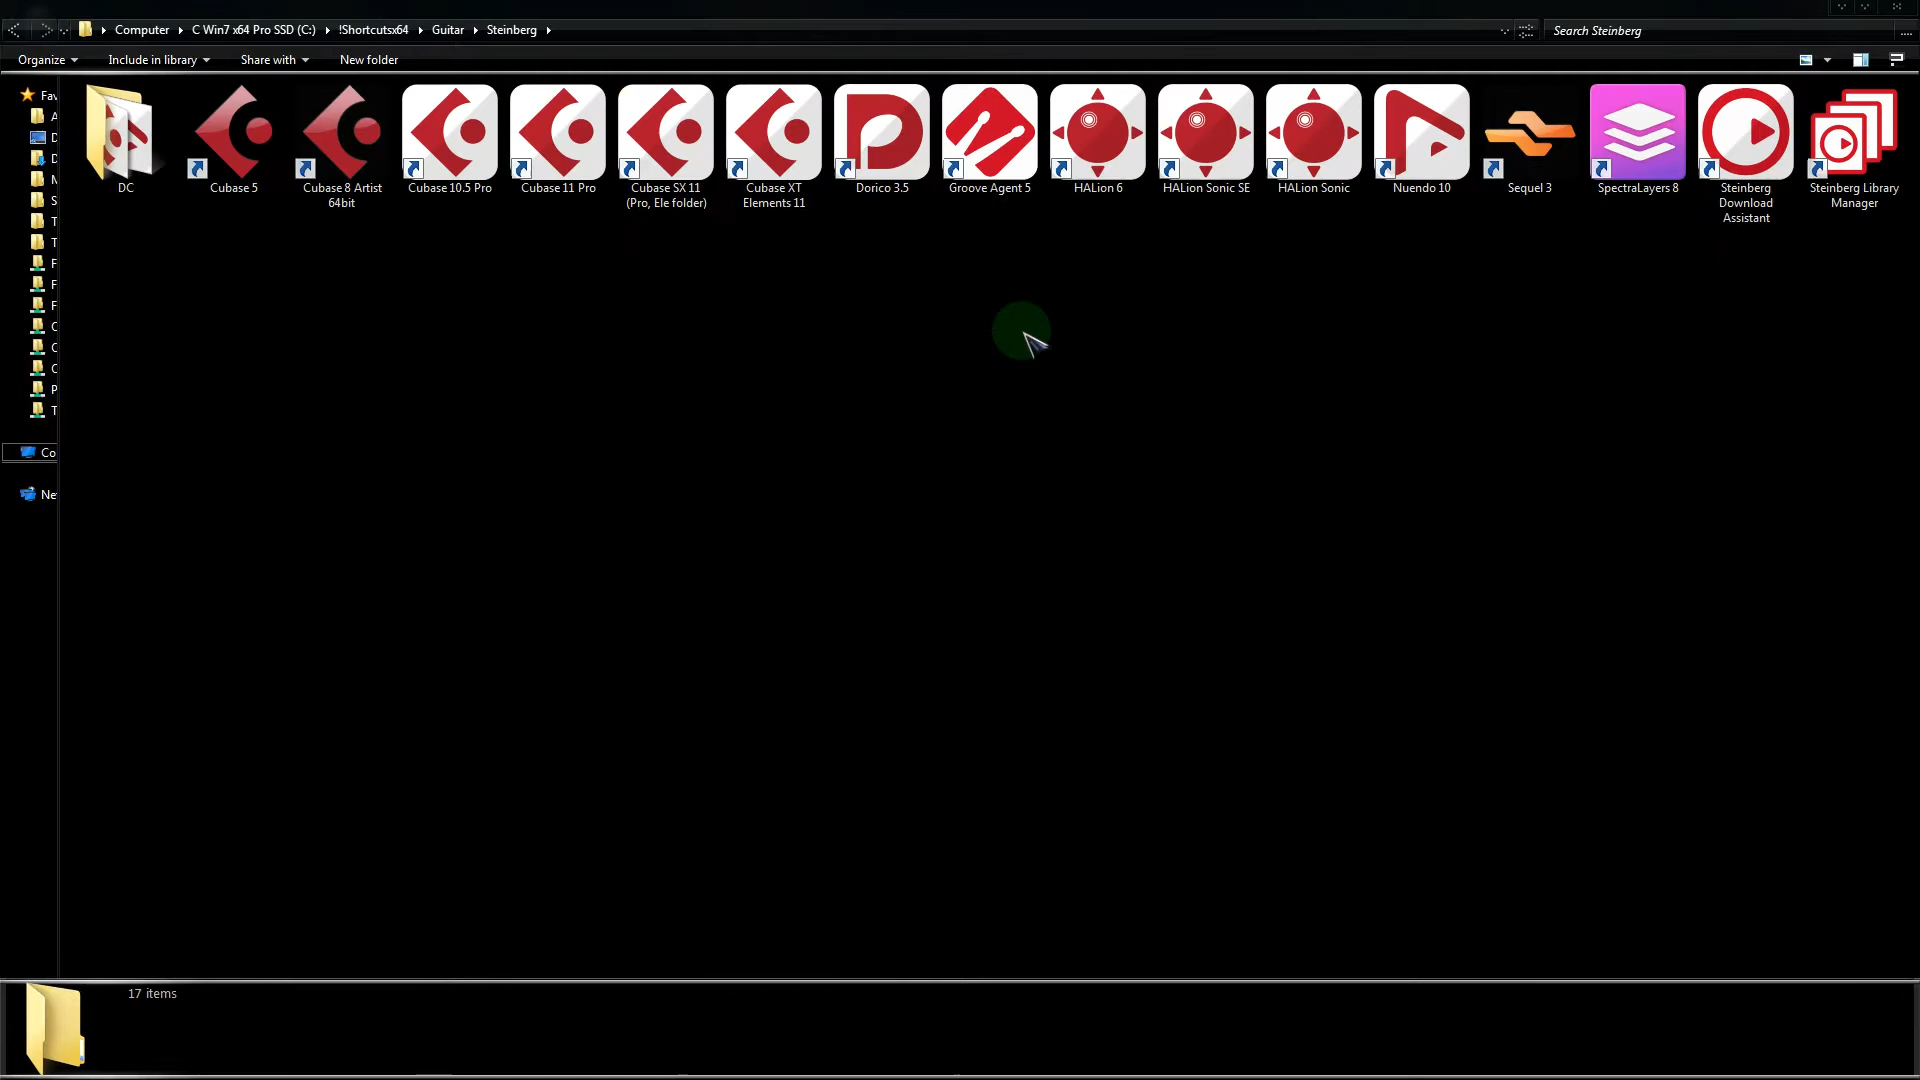 Computer C Win7 x64 Pro SSD (C:) !Shortcutsx64 Guitar Steinberg
Search Steinberg
Organize Include in library Share with New folder
Fav
A
D
D
M
S
T
T
F
F
F
C
C
C
P
T
Co
Ne
DC
Cubase 5
Cubase 8 Artist
64bit
Cubase 10.5 Pro
Cubase 11 Pro
Cubase SX 11
(Pro, Ele folder)
Cubase XT
Elements 11
Dorico 3.5
Groove Agent 5
HALion 6
HALion Sonic SE
HALion Sonic
Nuendo 10
Sequel 3
SpectraLayers 8
Steinberg
Download
Assistant
Steinberg Library
Manager
17 items